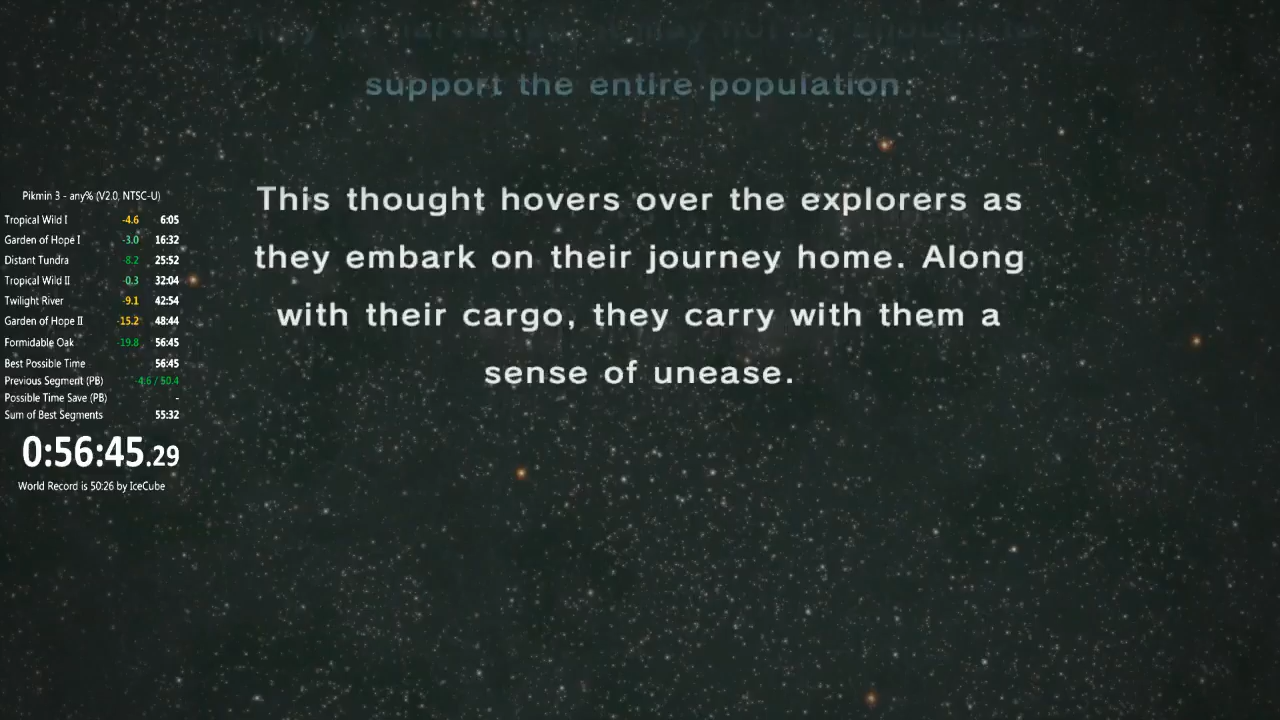 support the entire population.
This thought hovers over the explorers as
they embark on their journey home. Along
with their cargo, they carry with them a
sense of unease.
Pikmin 3 - any% (V2.0, NTSC-U)
Tropical Wild I -4.6 6:05
Garden of Hope I -3.0 16:32
Distant Tundra -8.2 25:52
Tropical Wild II -0.3 32:04
Twilight River -9.1 42:54
Garden of Hope II -15.2 48:44
Formidable Oak -19.8 56:45
Best Possible Time 56:45
Previous Segment (PB) -4.6 / 50.4
Possible Time Save (PB) -
Sum of Best Segments 55:32
0:56:45.29
World Record is 50:26 by IceCube